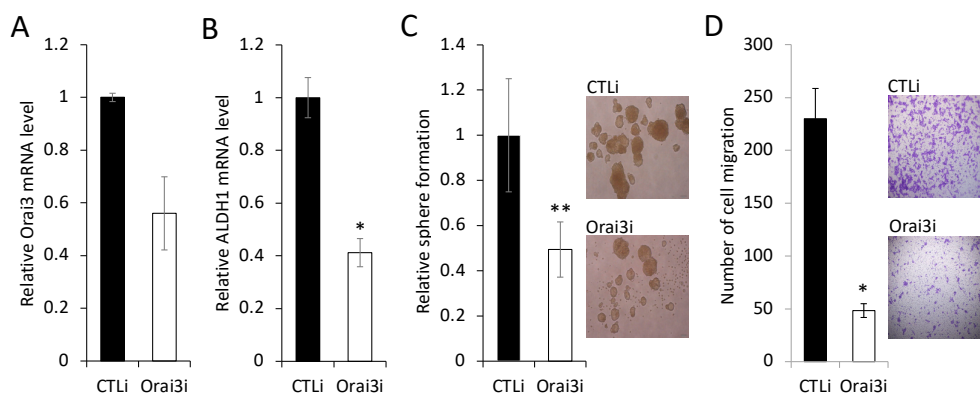 A
Relative Orai3 mRNA level
1.2
1
0.8
0.6
0.4
0.2
0
CTLi Orai3i
B
Relative ALDH1 mRNA level
1.2
1
0.8
0.6
0.4
0.2
0
*
CTLi Orai3i
C
Relative sphere formation
1.4
1.2
1
0.8
0.6
0.4
0.2
0
**
CTLi Orai3i
CTLi
Orai3i
D
Number of cell migration
300
250
200
150
100
50
0
*
CTLi Orai3i
CTLi
Orai3i